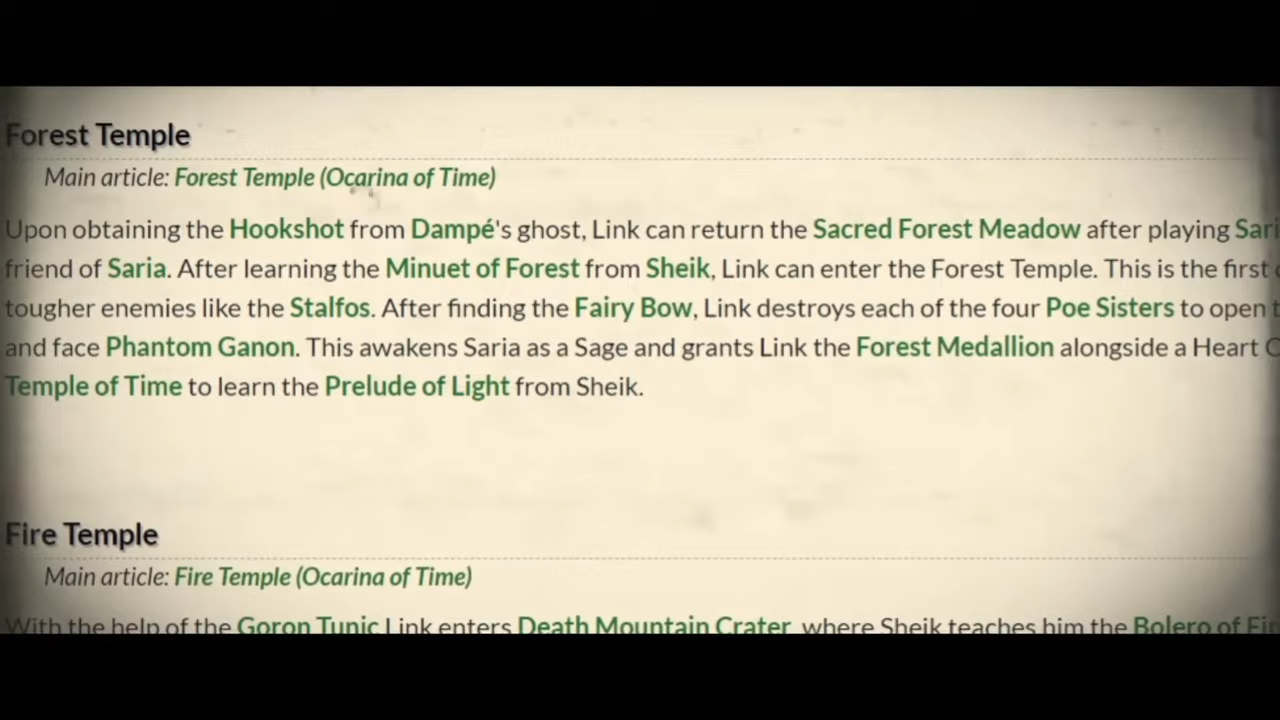 Forest Temple
Main article: Forest Temple (Ocarina of Time)
Upon obtaining the Hookshot from Dampé's ghost, Link can return the Sacred Forest Meadow after playing
friend of Saria. After learning the Minuet of Forest from Sheik, Link can enter the Forest Temple. This is the first
tougher enemies like the Stalfos. After finding the Fairy Bow, Link destroys each of the four Poe Sisters to open
and face Phantom Ganon. This awakens Saria as a Sage and grants Link the Forest Medallion alongside a Heart
Temple of Time to learn the Prelude of Light from Sheik.
Fire Temple
Main article: Fire Temple (Ocarina of Time)
With the help of the Goron Tunic Link enters Death Mountain Crater, where Sheik teaches him the Bolero of